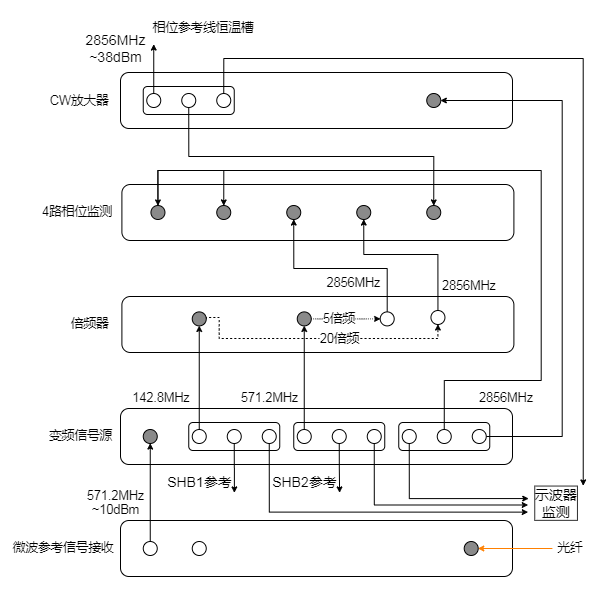 相位参考线恒温槽
2856MHz
~38dBm
CW放大器
4路相位监测
2856MHz
2856MHz
倍频器
5倍频
20倍频
142.8MHz
571.2MHz
2856MHz
变频信号源
SHB1参考
SHB2参考
571.2MHz
~10dBm
示波器
监测
微波参考信号接收
光纤